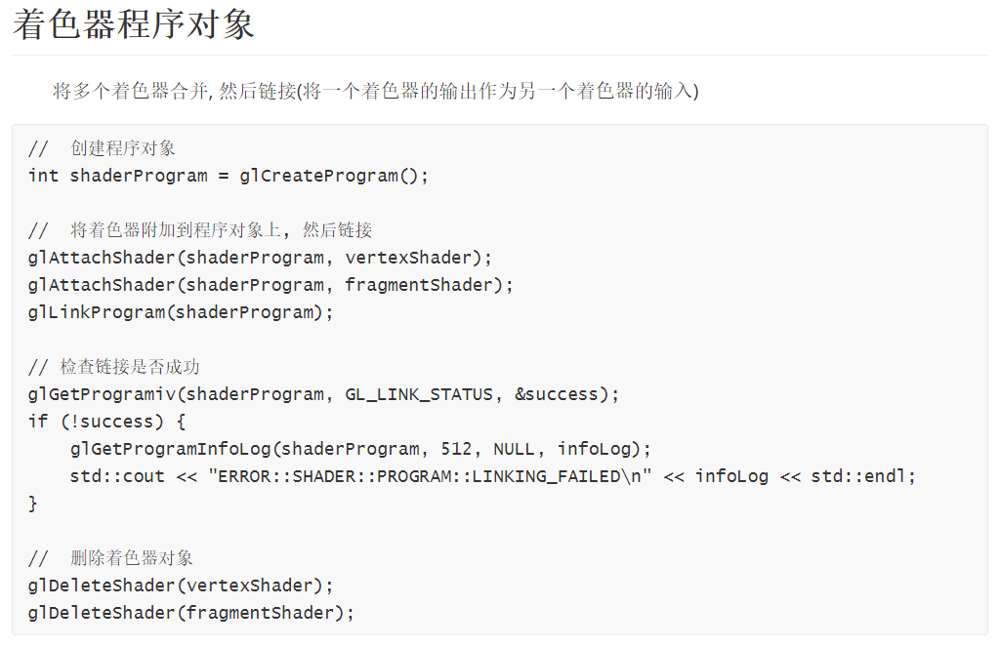 着色器程序对象
将多个着色器合并, 然后链接(将一个着色器的输出作为另一个着色器的输入)
//  创建程序对象
int shaderProgram = glCreateProgram();
//  将着色器附加到程序对象上, 然后链接
glAttachShader(shaderProgram, vertexShader);
glAttachShader(shaderProgram, fragmentShader);
glLinkProgram(shaderProgram);
// 检查链接是否成功
glGetProgramiv(shaderProgram, GL_LINK_STATUS, &success);
if (!success) {
    glGetProgramInfoLog(shaderProgram, 512, NULL, infoLog);
    std::cout << "ERROR::SHADER::PROGRAM::LINKING_FAILED\n" << infoLog << std::endl;
}
//  删除着色器对象
glDeleteShader(vertexShader);
glDeleteShader(fragmentShader);